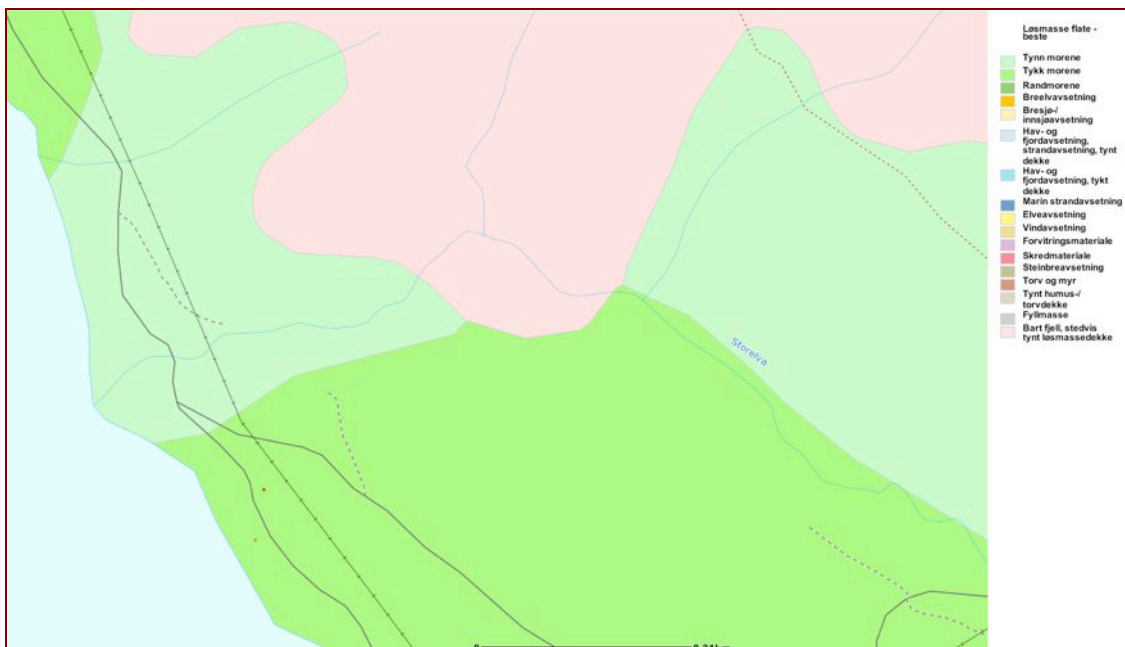 Løsmasse flate -
beste
Tynn morene
Tykk morene
Randmorene
Breelvavsetning
Bresjø-/
innsjøavsetning
Hav- og
fjordavsetning,
strandavsetning, tynt
dekke
Hav- og
fjordavsetning, tykt
dekke
Marin strandavsetning
Elveavsetning
Vindavsetning
Forvitringsmateriale
Skredmateriale
Steinbreavsetning
Torv og myr
Tynt humus-/
torvdekke
Fyllmasse
Bart fjell, stedvis
tynt løsmassedekke
Storelva